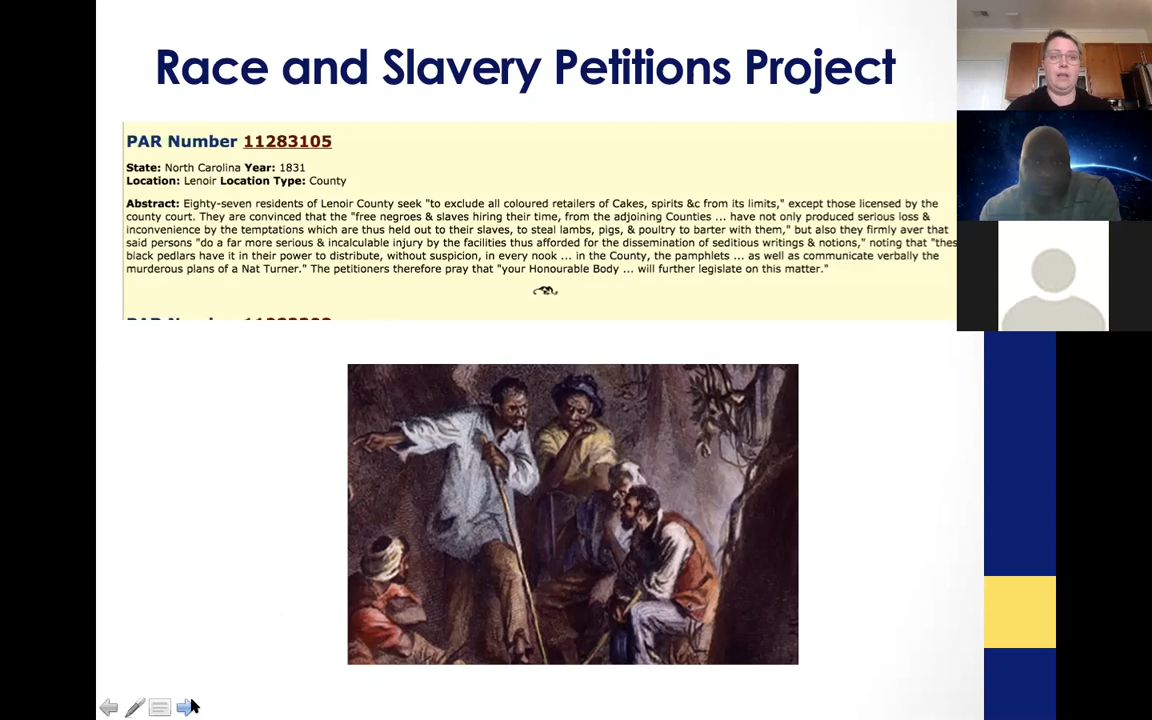 Race and Slavery Petitions Project
PAR Number 11283105
State: North Carolina Year: 1831
Location: Lenoir Location Type: County
Abstract: Eighty-seven residents of Lenoir County seek "to exclude all coloured retailers of Cakes, spirits &c from its limits," except those licensed by the
county court. They are convinced that the "free negroes & slaves hiring their time, from the adjoining Counties ... have not only produced serious loss &
inconvenience by the temptations which are thus held out to their slaves, to steal lambs, pigs, & poultry to barter with them," but also they firmly aver that
said persons "do a far more serious & incalculable injury by the facilities thus afforded for the dissemination of seditious writings & notions," noting that "thes
black pedlars have it in their power to distribute, without suspicion, in every nook ... in the County, the pamphlets ... as well as communicate verbally the
murderous plans of a Nat Turner." The petitioners therefore pray that "your Honourable Body ... will further legislate on this matter."